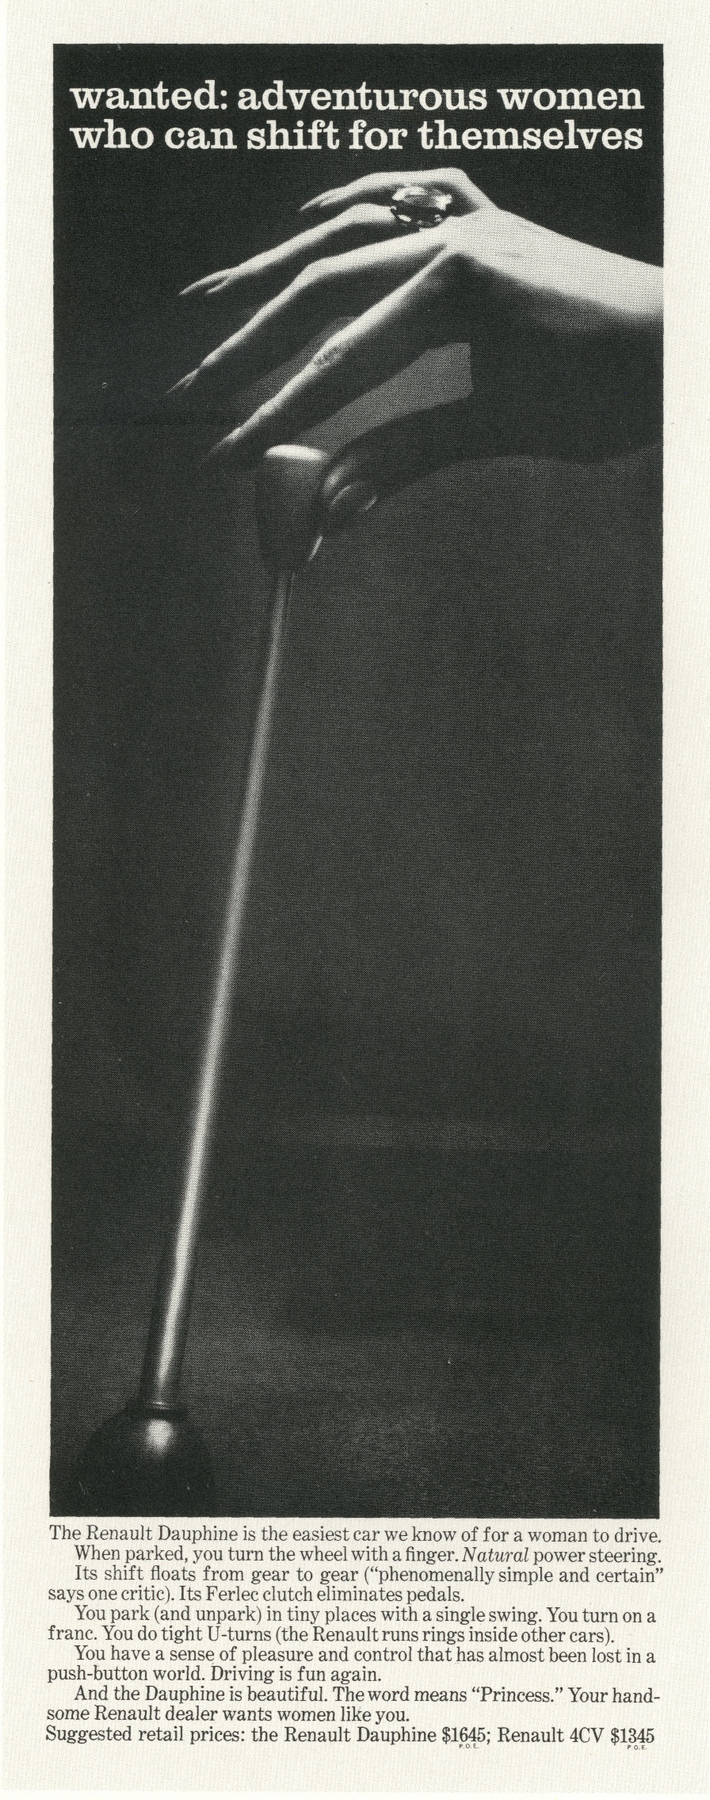 wanted: adventurous women
who can shift for themselves
The Renault Dauphine is the easiest car we know of for a woman to drive.
When parked, you turn the wheel with a finger. Natural power steering.
Its shift floats from gear to gear (“phenomenally simple and certain”
says one critic). Its Ferlec clutch eliminates pedals.
You park (and unpark) in tiny places with a single swing. You turn on a
franc. You do tight U-turns (the Renault runs rings inside other cars).
You have a sense of pleasure and control that has almost been lost in a
push-button world. Driving is fun again.
And the Dauphine is beautiful. The word means “Princess.” Your hand-
some Renault dealer wants women like you.
Suggested retail prices: the Renault Dauphine $1645; Renault 4CV $1345
P.O.E. P.O.E.